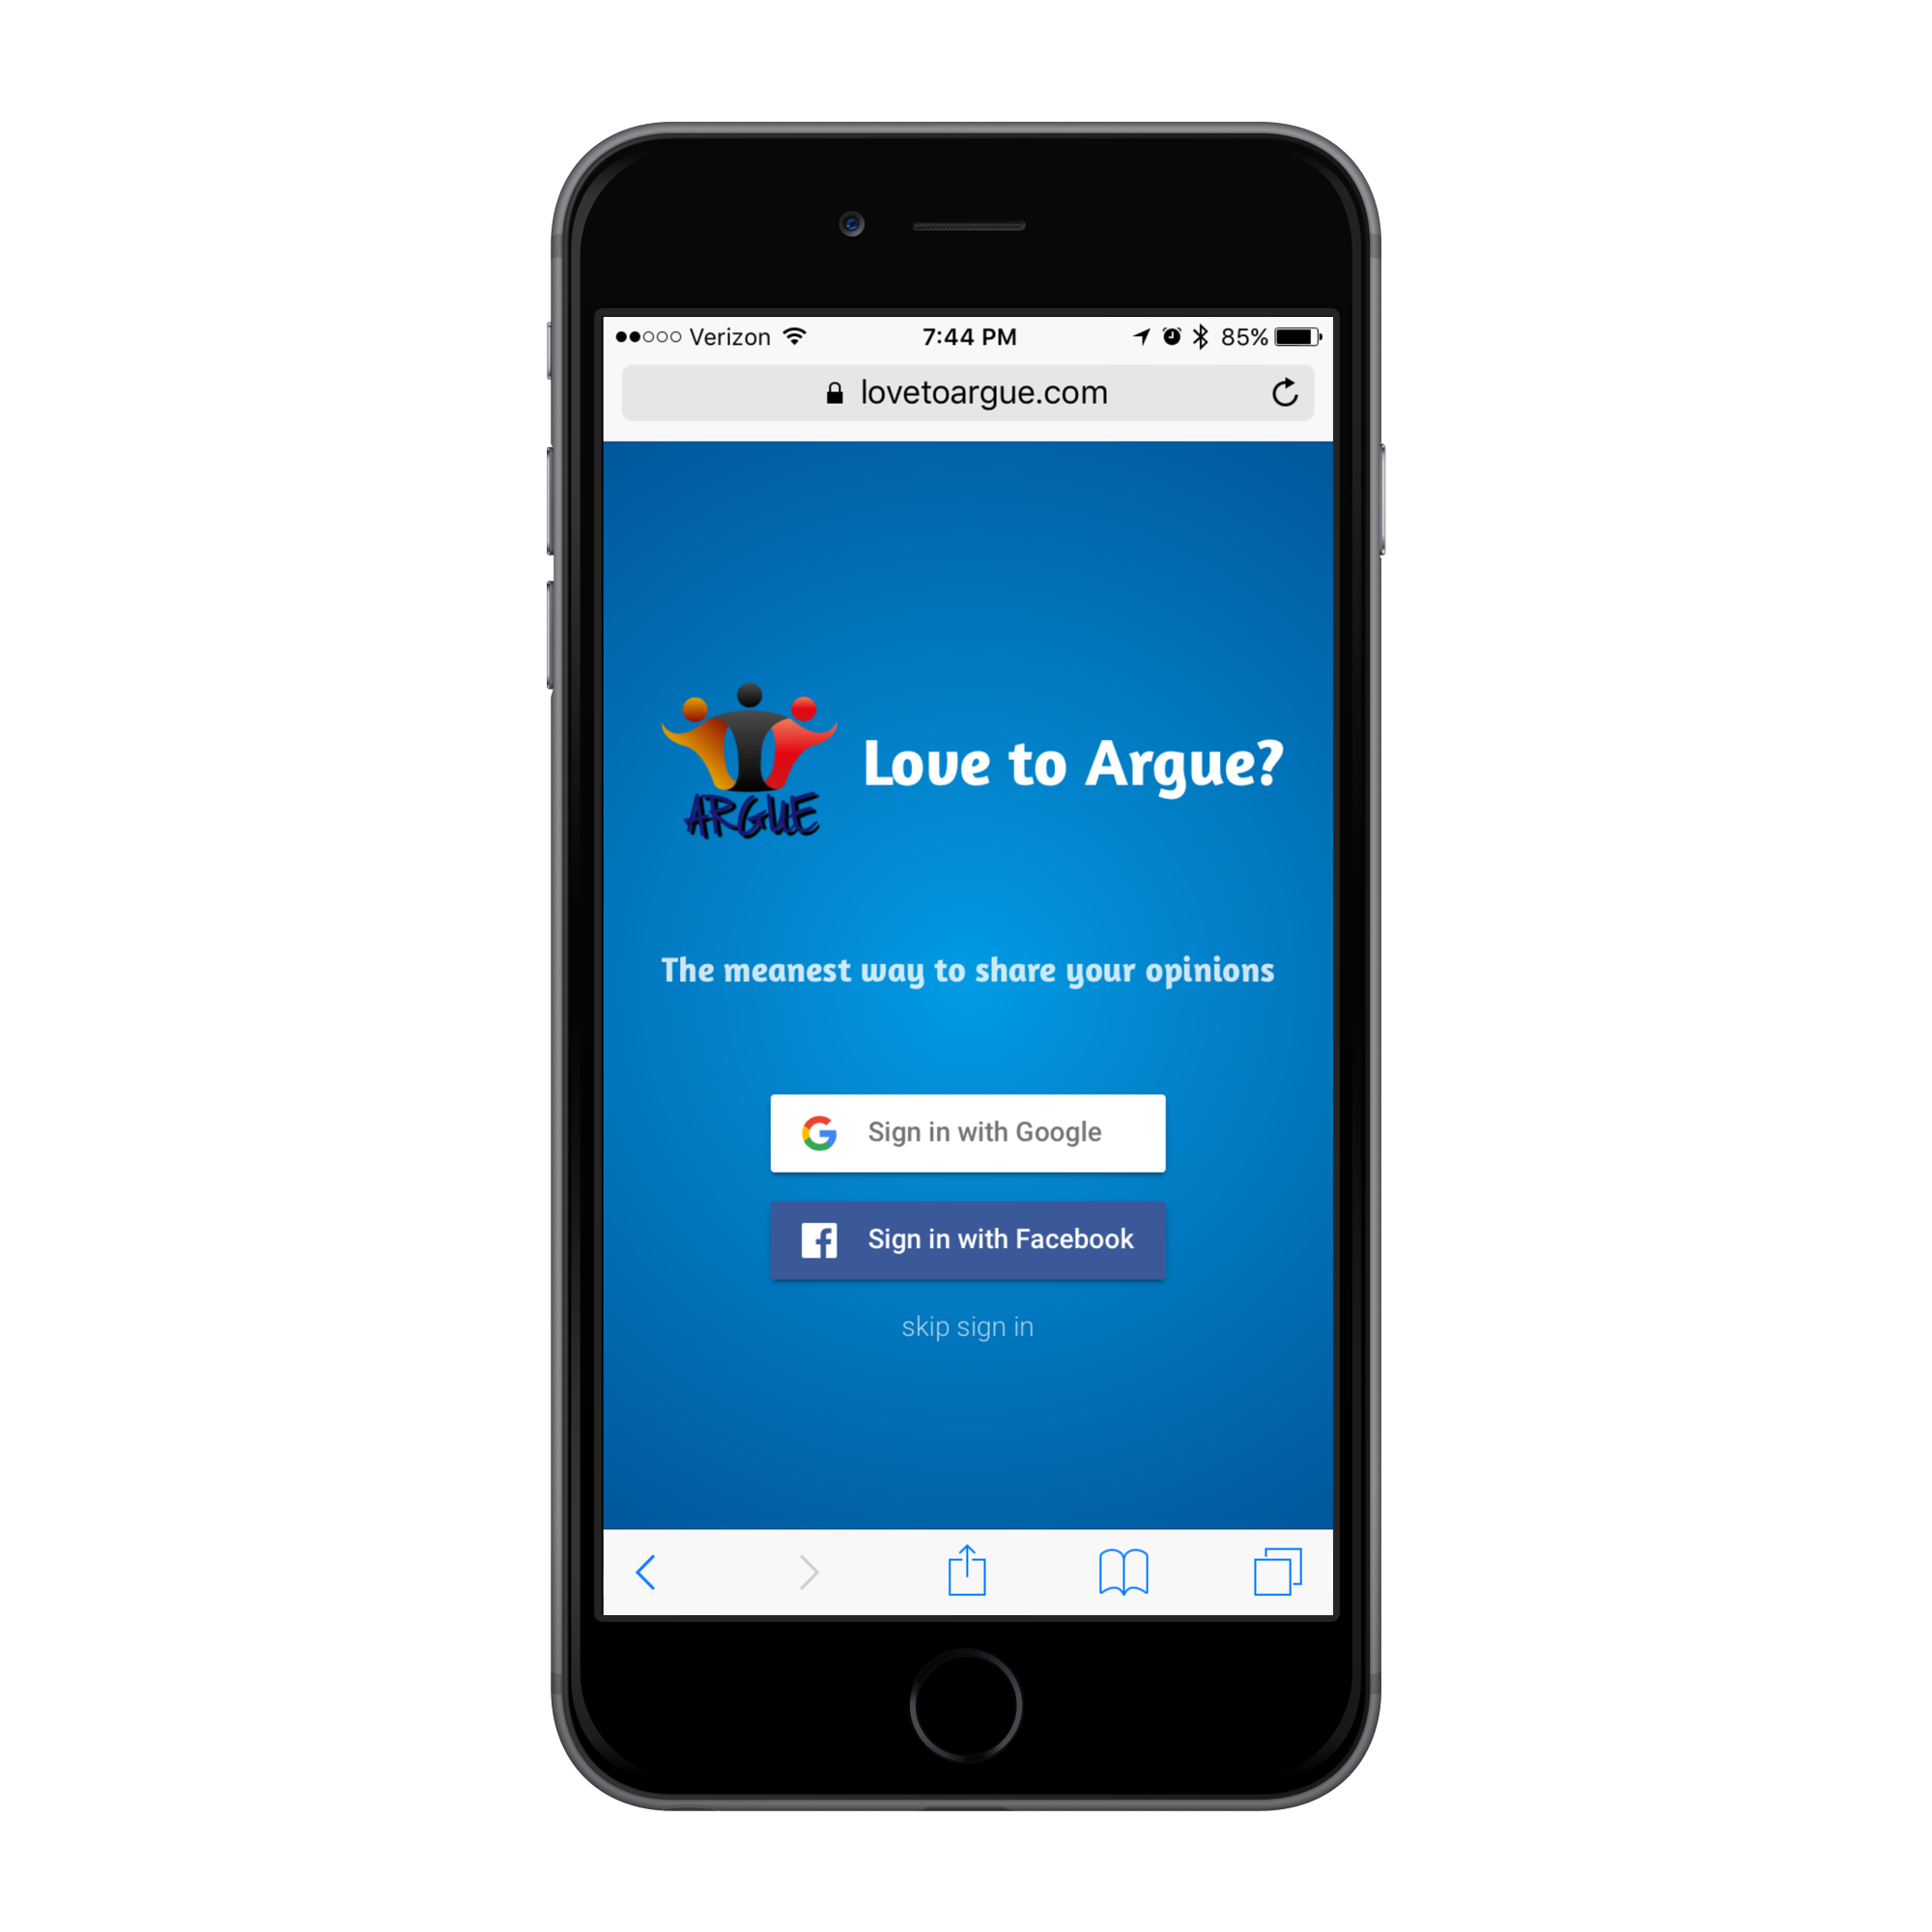 Verizon 7:44 PM 85%
lovetoargue.com
ARGUE
Love to Argue?
The meanest way to share your opinions
Sign in with Google
Sign in with Facebook
skip sign in